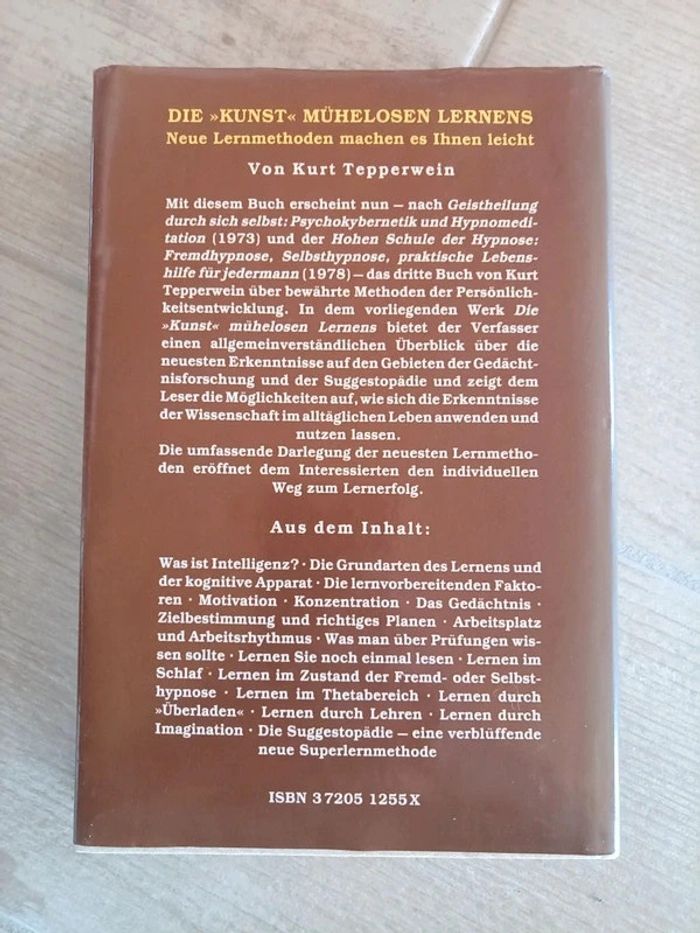 DIE »KUNST« MÜHELOSEN LERNENS
Neue Lernmethoden machen es Ihnen leicht
Von Kurt Tepperwein
Mit diesem Buch erscheint nun – nach Geistheilung
durch sich selbst: Psychokybernetik und Hypnomedi-
tation (1973) und der Hohen Schule der Hypnose:
Fremdhypnose, Selbsthypnose, praktische Lebens-
hilfe für jedermann (1978) – das dritte Buch von Kurt
Tepperwein über bewährte Methoden der Persönlich-
keitsentwicklung. In dem vorliegenden Werk Die
»Kunst« mühelosen Lernens bietet der Verfasser
einen allgemeinverständlichen Überblick über die
neuesten Erkenntnisse auf den Gebieten der Gedächt-
nisforschung und der Suggestopädie und zeigt dem
Leser die Möglichkeiten auf, wie sich die Erkenntnisse
der Wissenschaft im alltäglichen Leben anwenden und
nutzen lassen.
Die umfassende Darlegung der neuesten Lernmetho-
den eröffnet dem Interessierten den individuellen
Weg zum Lernerfolg.
Aus dem Inhalt:
Was ist Intelligenz? · Die Grundarten des Lernens und
der kognitive Apparat · Die lernvorbereitenden Fakto-
ren · Motivation · Konzentration · Das Gedächtnis ·
Zielbestimmung und richtiges Planen · Arbeitsplatz
und Arbeitsrhythmus · Was man über Prüfungen wis-
sen sollte · Lernen Sie noch einmal lesen · Lernen im
Schlaf · Lernen im Zustand der Fremd- oder Selbst-
hypnose · Lernen im Thetabereich · Lernen durch
»Überladen« · Lernen durch Lehren · Lernen durch
Imagination · Die Suggestopädie – eine verblüffende
neue Superlernmethode
ISBN 3 7205 1255 X